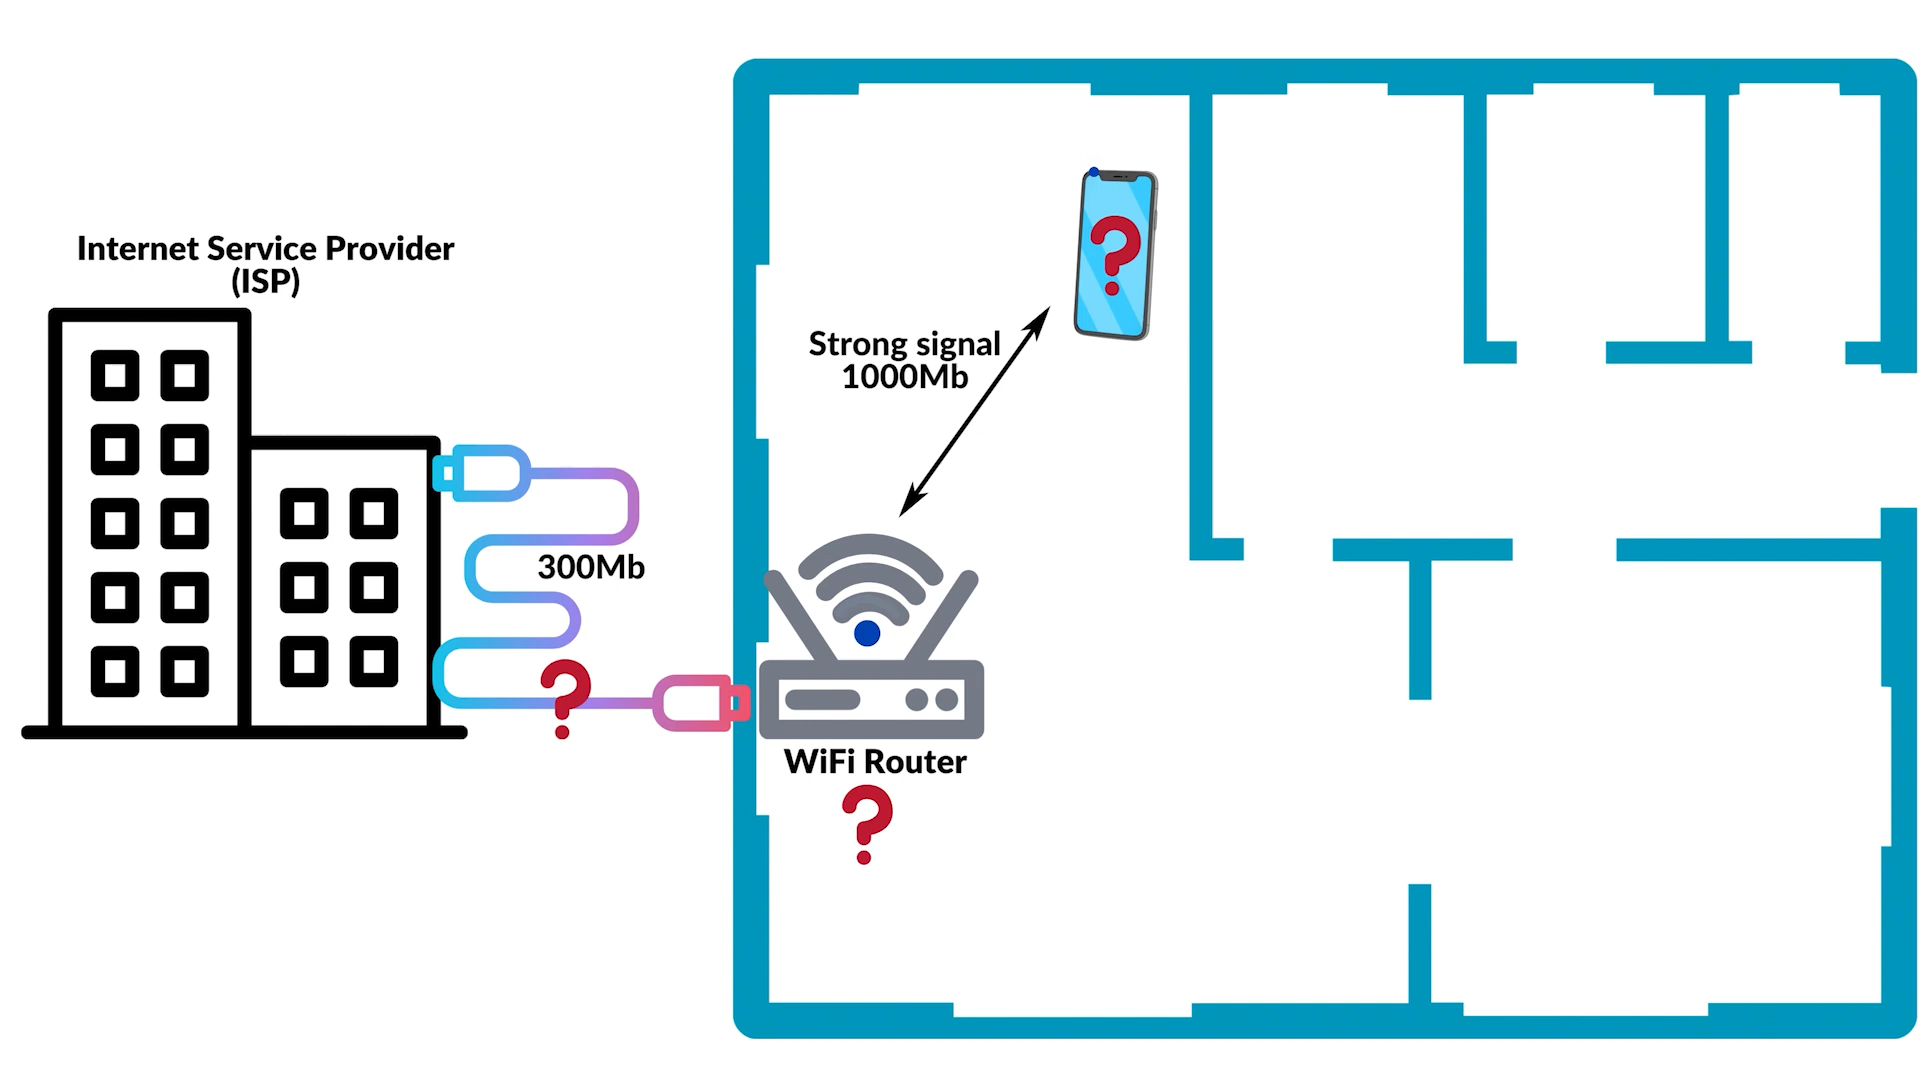 Internet Service Provider
(ISP)
Strong signal
1000Mb
?
300Mb
?
WiFi Router
?